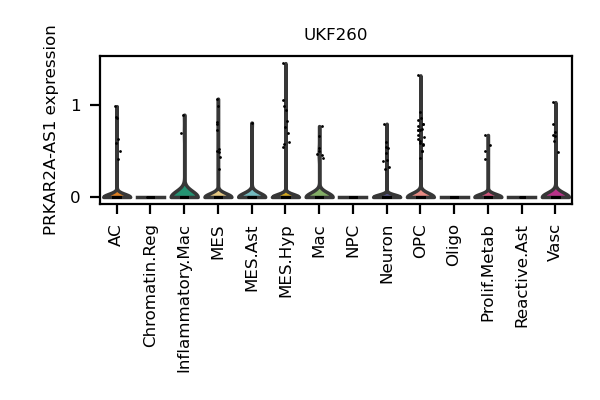 UKF260
PRKAR2A-AS1 expression
1
0
AC
Chromatin.Reg
Inflammatory.Mac
MES
MES.Ast
MES.Hyp
Mac
NPC
Neuron
OPC
Oligo
Prolif.Metab
Reactive.Ast
Vasc